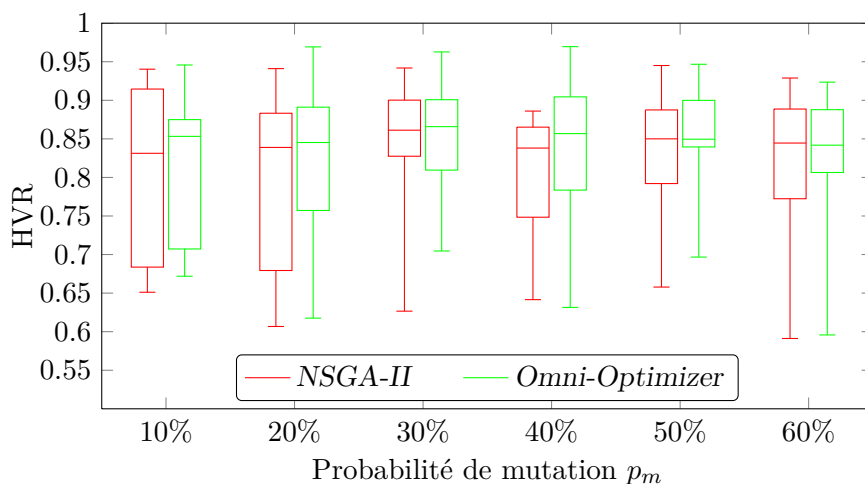 1
0.95
0.9
0.85
0.8
0.75
0.7
0.65
0.6
0.55
HVR
NSGA-II Omni-Optimizer
10% 20% 30% 40% 50% 60%
Probabilité de mutation pm